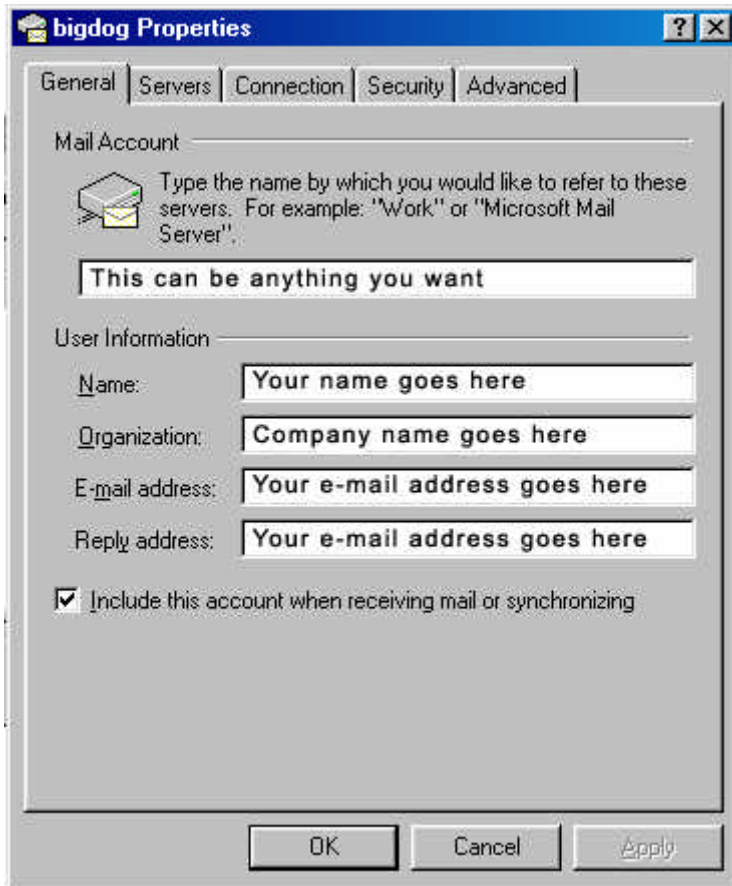 bigdog Properties
General Servers Connection Security Advanced
Mail Account
Type the name by which you would like to refer to these
servers. For example: "Work" or "Microsoft Mail
Server".
This can be anything you want
User Information
Name: Your name goes here
Organization: Company name goes here
E-mail address: Your e-mail address goes here
Reply address: Your e-mail address goes here
Include this account when receiving mail or synchronizing
OK Cancel Apply